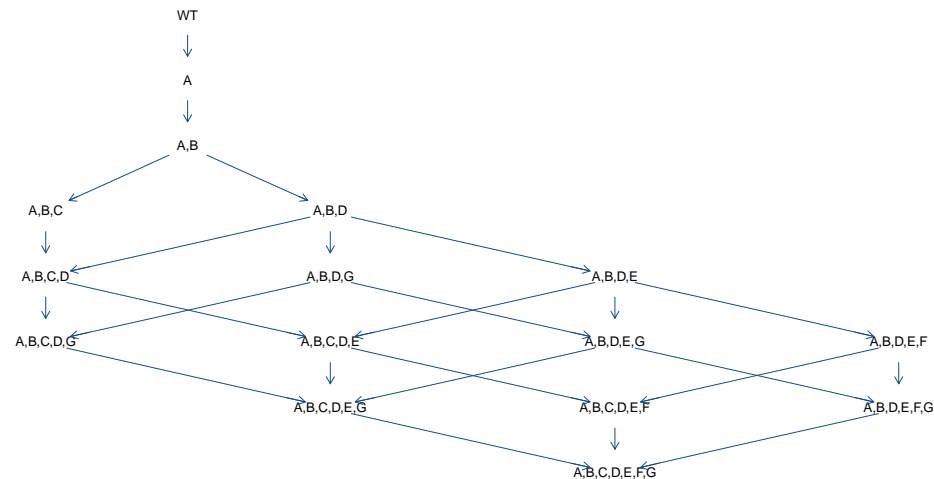 WT
A
A,B
A,B,C
A,B,D
A,B,C,D
A,B,D,G
A,B,D,E
A,B,C,D,G
A,B,C,D,E
A,B,D,E,G
A,B,D,E,F
A,B,C,D,E,G
A,B,C,D,E,F
A,B,D,E,F,G
A,B,C,D,E,F,G